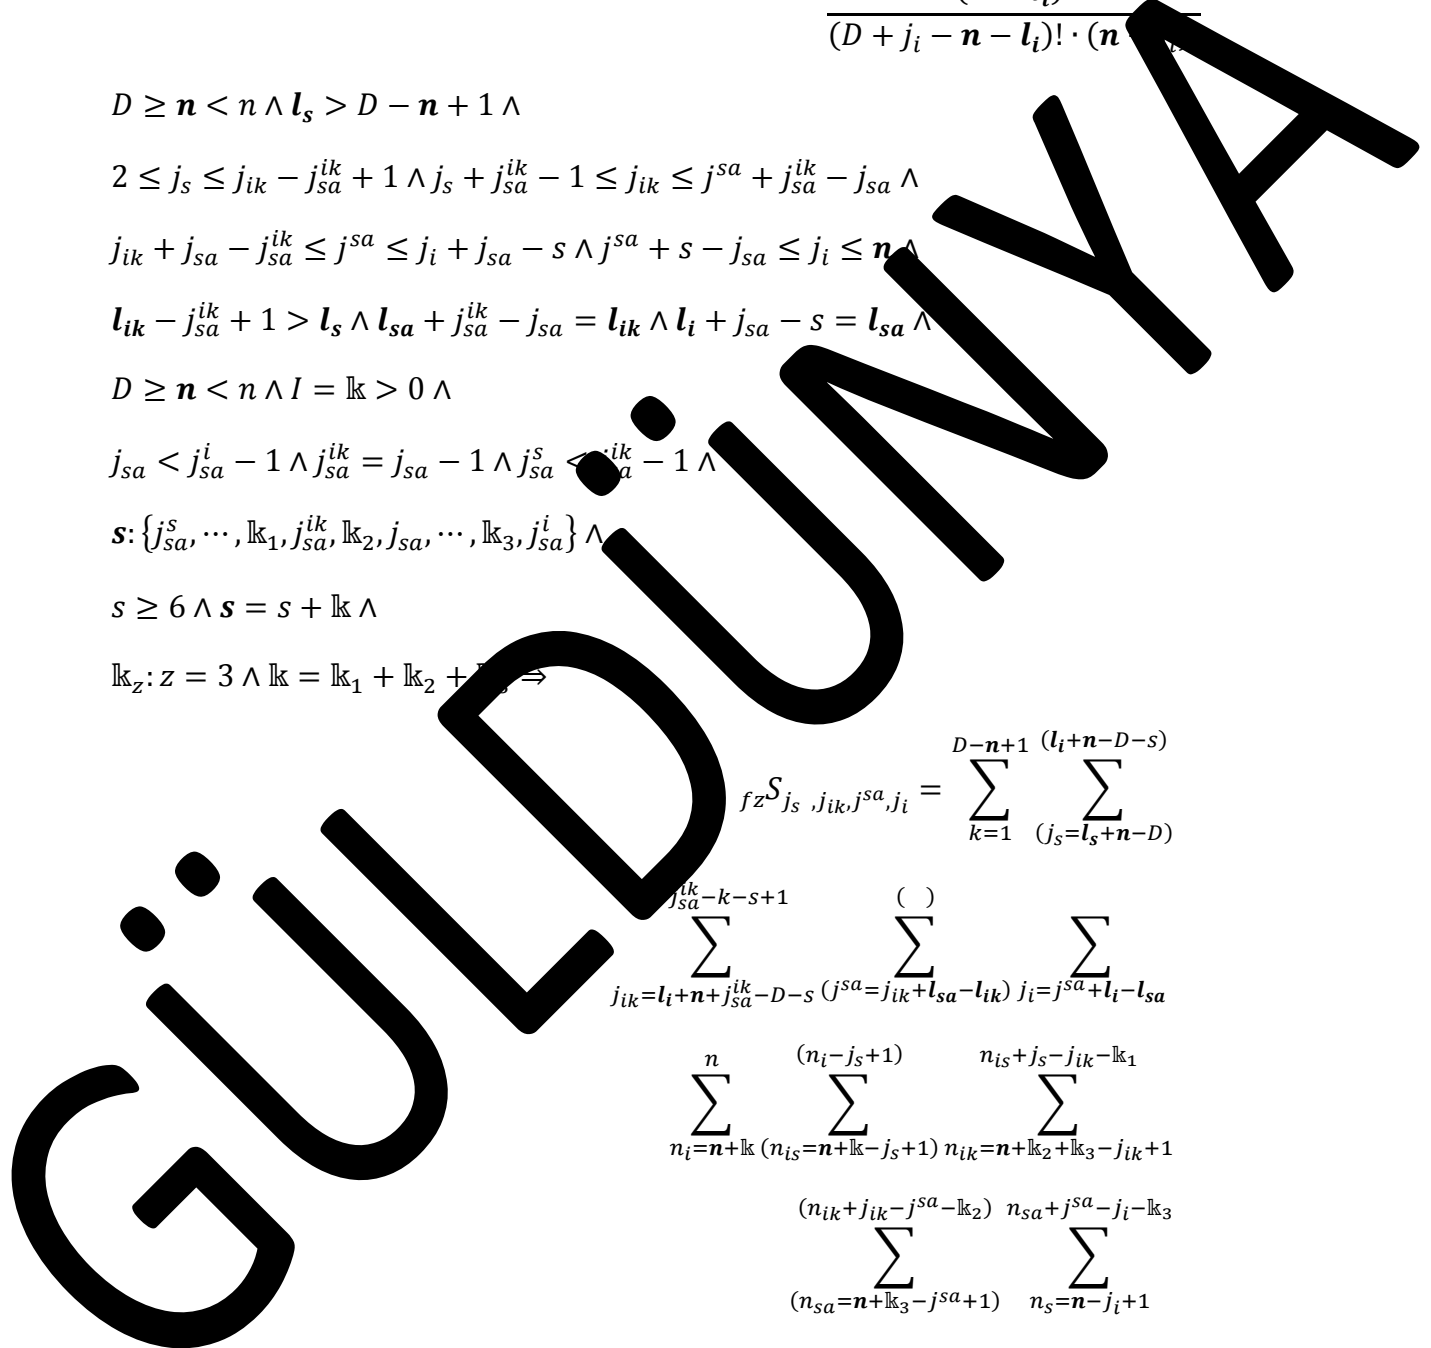 (D + j_i − n − l_i)! · (n
D ≥ n < n ∧ l_s > D − n + 1 ∧
2 ≤ j_s ≤ j_{ik} − j_{sa}^{ik} + 1 ∧ j_s + j_{sa}^{ik} − 1 ≤ j_{ik} ≤ j^{sa} + j_{sa}^{ik} − j_{sa} ∧
j_{ik} + j_{sa} − j_{sa}^{ik} ≤ j^{sa} ≤ j_i + j_{sa} − s ∧ j^{sa} + s − j_{sa} ≤ j_i ≤ n ∧
l_{ik} − j_{sa}^{ik} + 1 > l_s ∧ l_{sa} + j_{sa}^{ik} − j_{sa} = l_{ik} ∧ l_i + j_{sa} − s = l_{sa} ∧
D ≥ n < n ∧ I = 𝕜 > 0 ∧
j_{sa} < j_{sa}^i − 1 ∧ j_{sa}^{ik} = j_{sa} − 1 ∧ j_{sa}^s < j_{sa}^{ik} − 1 ∧
s: {j_{sa}^s, ⋯ , 𝕜_1, j_{sa}^{ik}, 𝕜_2, j_{sa}, ⋯ , 𝕜_3, j_{sa}^i} ∧
s ≥ 6 ∧ s = s + 𝕜 ∧
𝕜_z: z = 3 ∧ 𝕜 = 𝕜_1 + 𝕜_2 + ⇒
D−n+1 (l_i+n−D−s)
_{fz}S_{j_s ,j_{ik},j^{sa},j_i} = ∑ ∑
k=1 (j_s=l_s+n−D)
j_{sa}^{ik}−k−s+1 ( )
∑ ∑ ∑
j_{ik}=l_i+n+j_{sa}^{ik}−D−s (j^{sa}=j_{ik}+l_{sa}−l_{ik}) j_i=j^{sa}+l_i−l_{sa}
n (n_i−j_s+1) n_{is}+j_s−j_{ik}−𝕜_1
∑ ∑ ∑
n_i=n+𝕜 (n_{is}=n+𝕜−j_s+1) n_{ik}=n+𝕜_2+𝕜_3−j_{ik}+1
(n_{ik}+j_{ik}−j^{sa}−𝕜_2) n_{sa}+j^{sa}−j_i−𝕜_3
∑ ∑
(n_{sa}=n+𝕜_3−j^{sa}+1) n_s=n−j_i+1
GÜLDÜNYA